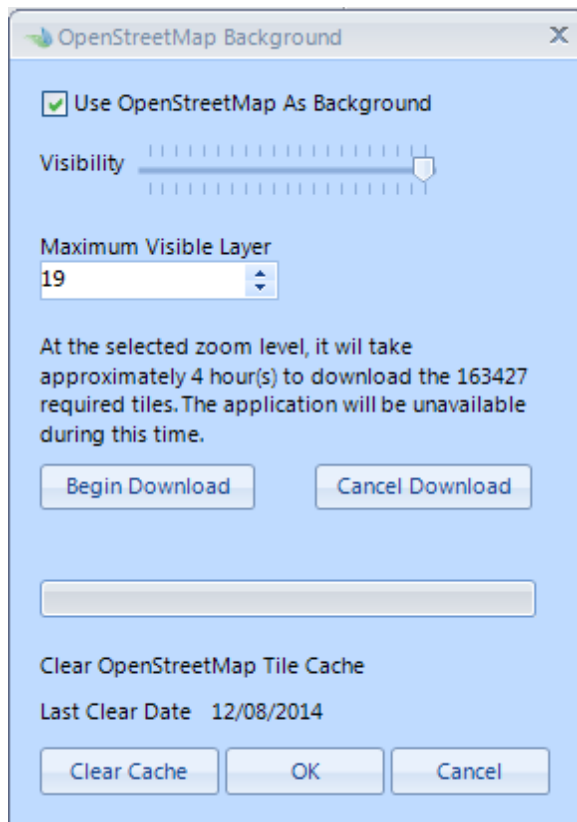 OpenStreetMap Background
X
Use OpenStreetMap As Background
Visibility
Maximum Visible Layer
19
At the selected zoom level, it wil take
approximately 4 hour(s) to download the 163427
required tiles. The application will be unavailable
during this time.
Begin Download Cancel Download
Clear OpenStreetMap Tile Cache
Last Clear Date 12/08/2014
Clear Cache OK Cancel